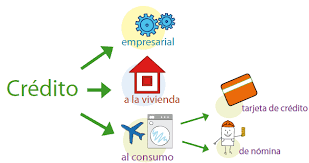 empresarial
Crédito
a la vivienda
tarjeta de crédito
al consumo
de nómina